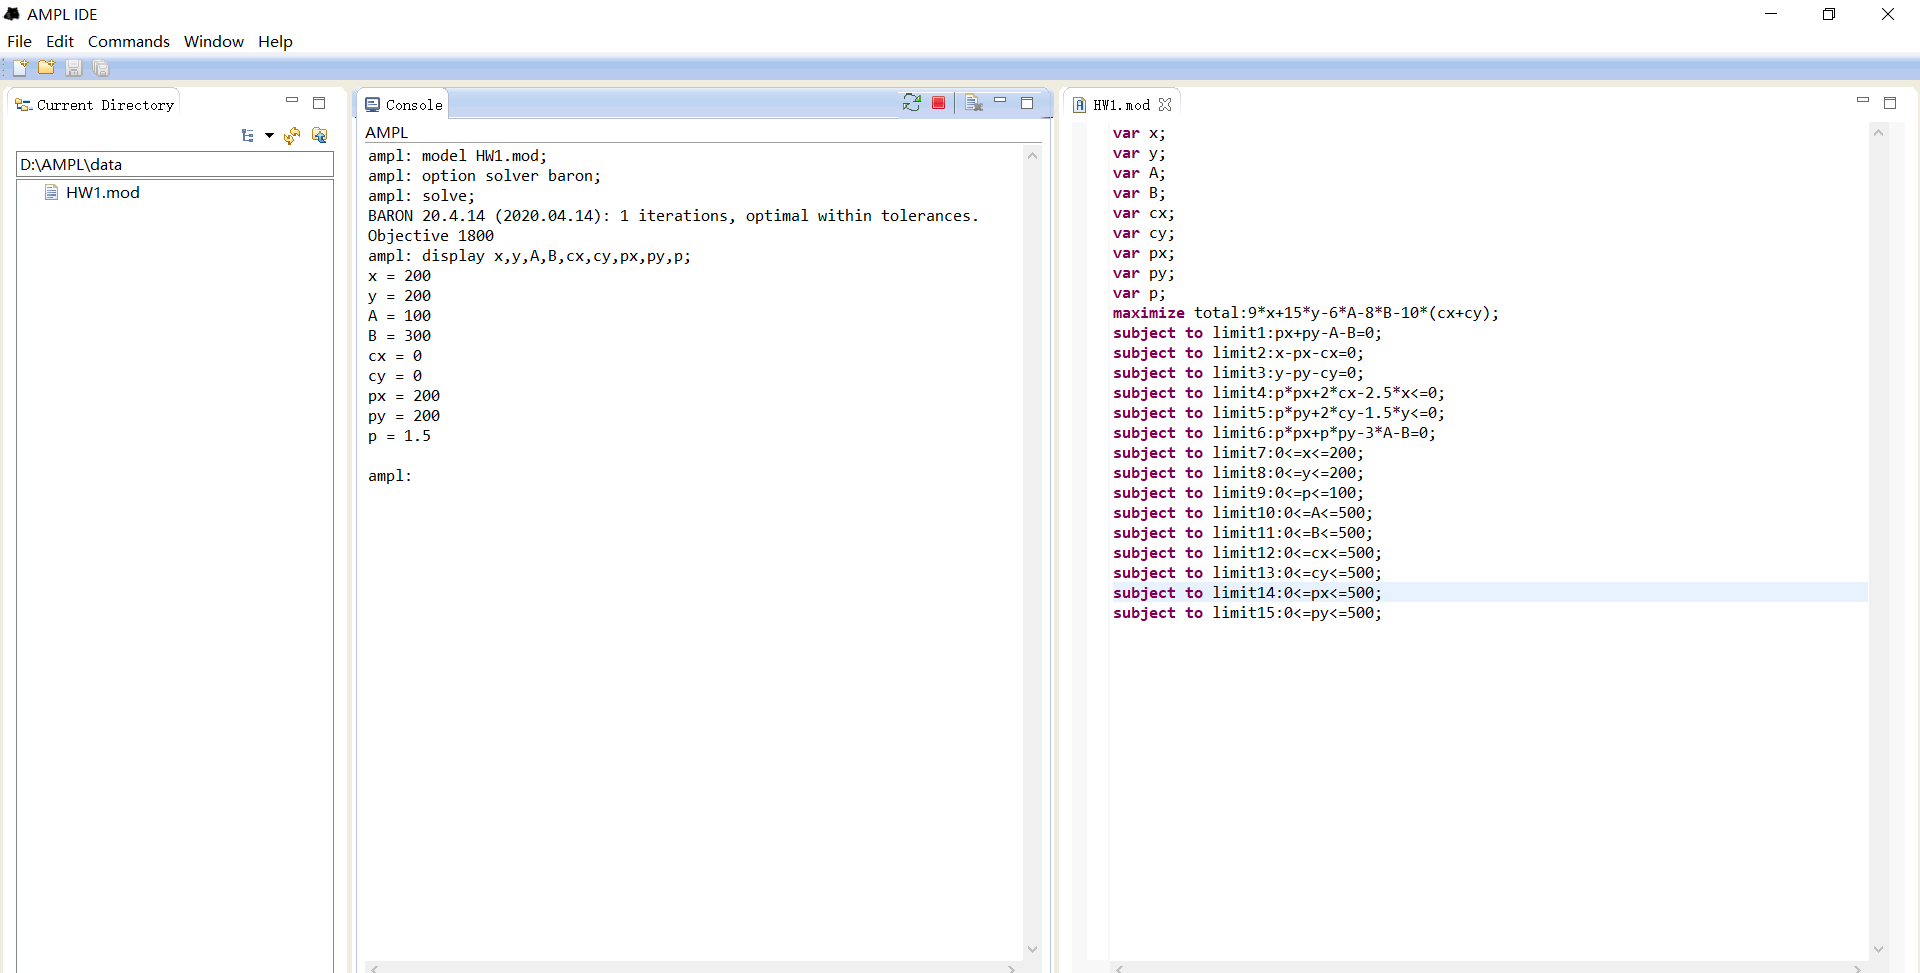 AMPL IDE
File Edit Commands Window Help
Current Directory
D:\AMPL\data
HW1.mod
Console
AMPL
ampl: model HW1.mod;
ampl: option solver baron;
ampl: solve;
BARON 20.4.14 (2020.04.14): 1 iterations, optimal within tolerances.
Objective 1800
ampl: display x,y,A,B,cx,cy,px,py,p;
x = 200
y = 200
A = 100
B = 300
cx = 0
cy = 0
px = 200
py = 200
p = 1.5
ampl:
HW1.mod
var x;
var y;
var A;
var B;
var cx;
var cy;
var px;
var py;
var p;
maximize total:9*x+15*y-6*A-8*B-10*(cx+cy);
subject to limit1:px+py-A-B=0;
subject to limit2:x-px-cx=0;
subject to limit3:y-py-cy=0;
subject to limit4:p*px+2*cx-2.5*x<=0;
subject to limit5:p*py+2*cy-1.5*y<=0;
subject to limit6:p*px+p*py-3*A-B=0;
subject to limit7:0<=x<=200;
subject to limit8:0<=y<=200;
subject to limit9:0<=p<=100;
subject to limit10:0<=A<=500;
subject to limit11:0<=B<=500;
subject to limit12:0<=cx<=500;
subject to limit13:0<=cy<=500;
subject to limit14:0<=px<=500;
subject to limit15:0<=py<=500;